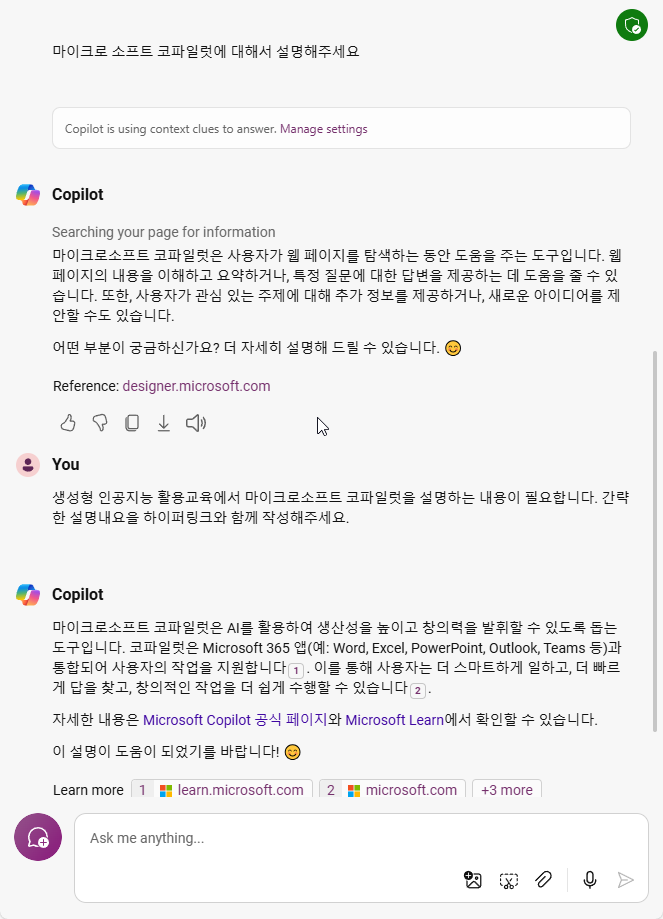 마이크로 소프트 코파일럿에 대해서 설명해주세요
Copilot is using context clues to answer. Manage settings
Copilot
Searching your page for information
마이크로소프트 코파일럿은 사용자가 웹 페이지를 탐색하는 동안 도움을 주는 도구입니다. 웹
페이지의 내용을 이해하고 요약하거나, 특정 질문에 대한 답변을 제공하는 데 도움을 줄 수 있
습니다. 또한, 사용자가 관심 있는 주제에 대해 추가 정보를 제공하거나, 새로운 아이디어를 제
안할 수도 있습니다.
어떤 부분이 궁금하신가요? 더 자세히 설명해 드릴 수 있습니다. 😊
Reference: designer.microsoft.com
You
생성형 인공지능 활용교육에서 마이크로소프트 코파일럿을 설명하는 내용이 필요합니다. 간략
한 설명내요을 하이퍼링크와 함께 작성해주세요.
Copilot
마이크로소프트 코파일럿은 AI를 활용하여 생산성을 높이고 창의력을 발휘할 수 있도록 돕는
도구입니다. 코파일럿은 Microsoft 365 앱(예: Word, Excel, PowerPoint, Outlook, Teams 등)과
통합되어 사용자의 작업을 지원합니다 1 . 이를 통해 사용자는 더 스마트하게 일하고, 더 빠르
게 답을 찾고, 창의적인 작업을 더 쉽게 수행할 수 있습니다 2 .
자세한 내용은 Microsoft Copilot 공식 페이지와 Microsoft Learn에서 확인할 수 있습니다.
이 설명이 도움이 되었기를 바랍니다! 😊
Learn more 1 learn.microsoft.com 2 microsoft.com +3 more
Ask me anything...